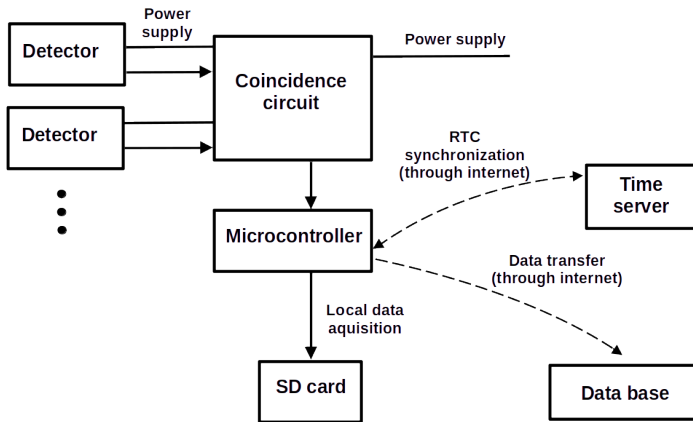 Power
supply
Detector
Power supply
Coincidence
circuit
Detector
RTC
synchronization
(through internet)
Time
server
Microcontroller
Data transfer
(through internet)
Local data
aquisition
SD card
Data base